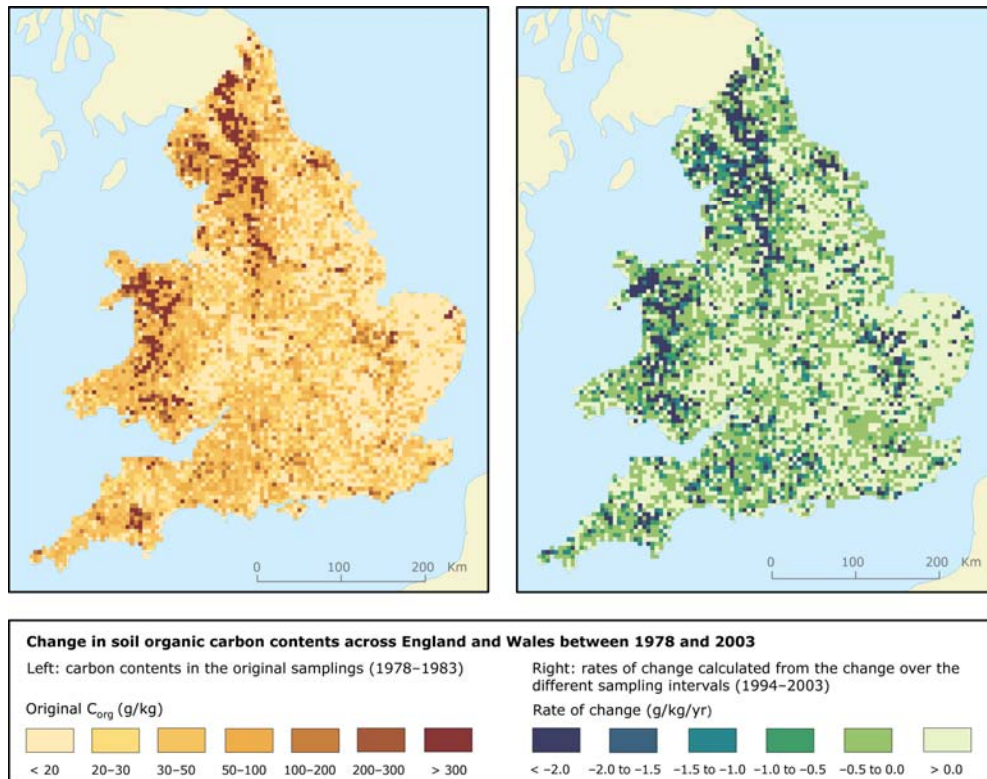 0 100 200 Km
0 100 200 Km
Change in soil organic carbon contents across England and Wales between 1978 and 2003
Left: carbon contents in the original samplings (1978–1983)
Original Corg (g/kg)
< 20 20–30 30–50 50–100 100–200 200–300 > 300
Right: rates of change calculated from the change over the
different sampling intervals (1994–2003)
Rate of change (g/kg/yr)
< −2.0 −2.0 to −1.5 −1.5 to −1.0 −1.0 to −0.5 −0.5 to 0.0 > 0.0